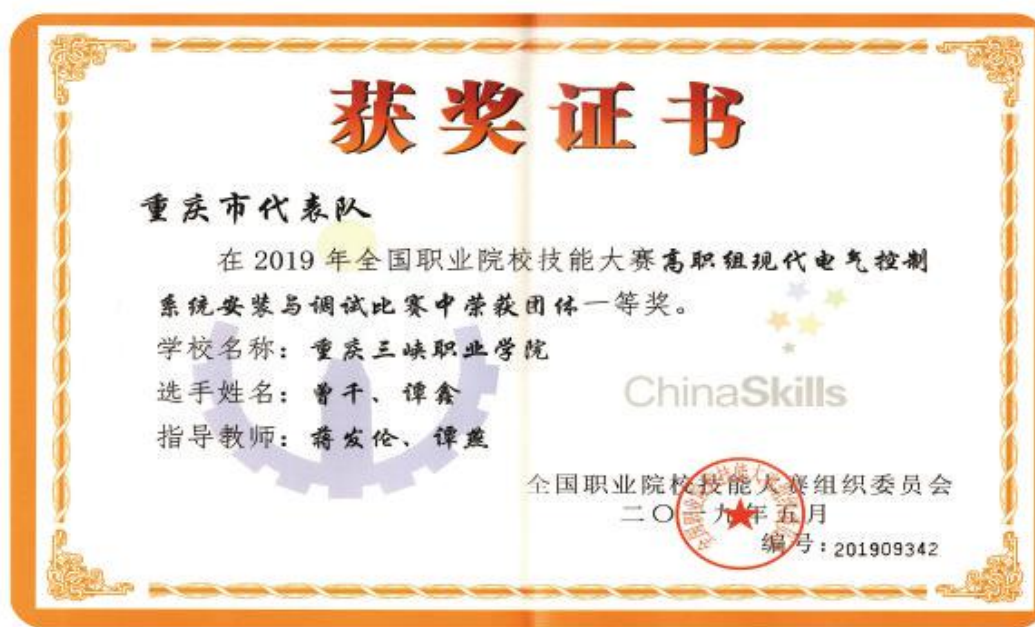 获奖证书
重庆市代表队
在 2019 年全国职业院校技能大赛高职组现代电气控制
系统安装与调试比赛中荣获团体一等奖。
学校名称：重庆三峡职业学院
选手姓名：曾千、谭鑫
指导教师：蒋发伦、谭燕
ChinaSkills
全国职业院校技能大赛组织委员会
二〇一九年五月
编号：201909342